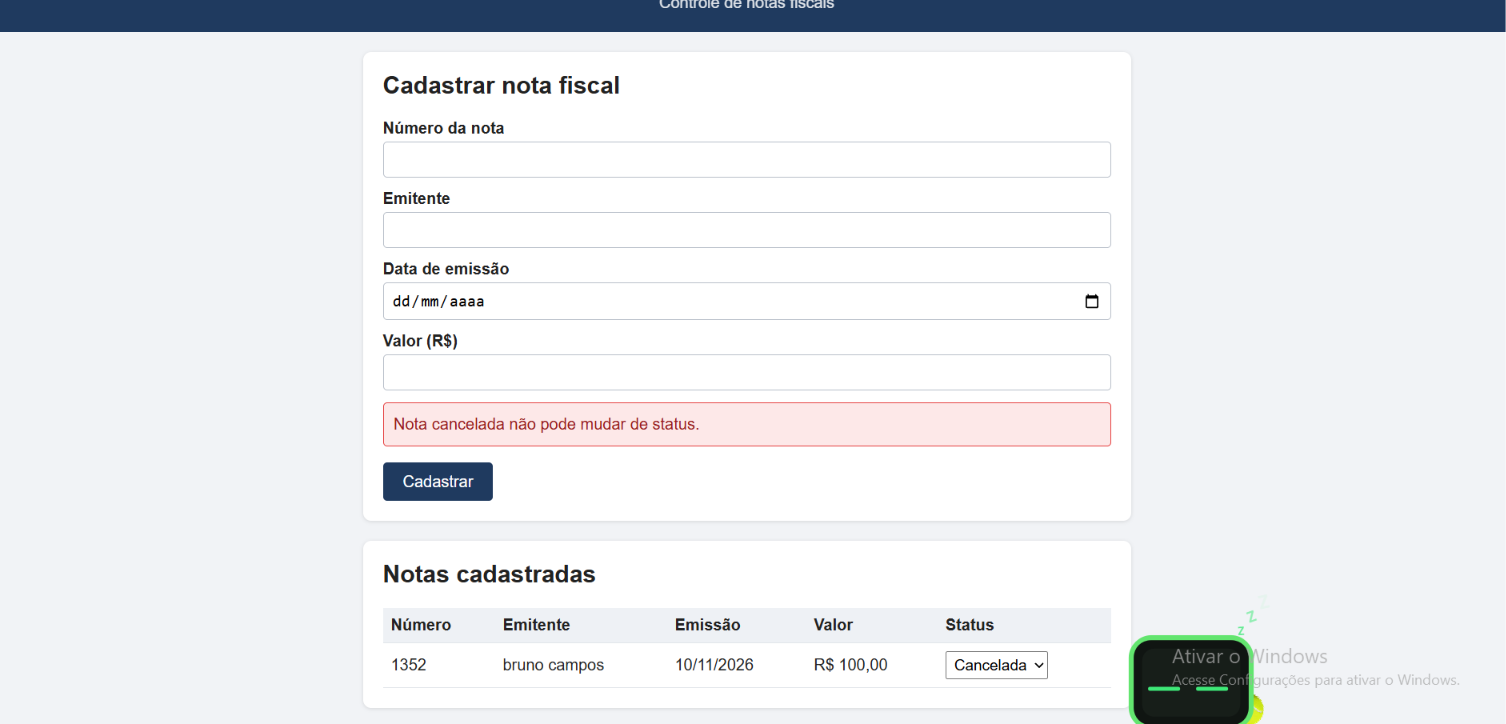 Controle de notas fiscais
Cadastrar nota fiscal
Número da nota
Emitente
Data de emissão
dd/mm/aaaa
Valor (R$)
Nota cancelada não pode mudar de status.
Cadastrar
Notas cadastradas
Número Emitente Emissão Valor Status
1352 bruno campos 10/11/2026 R$ 100,00 Cancelada
z z z
Ativar o Windows
Acesse Configurações para ativar o Windows.